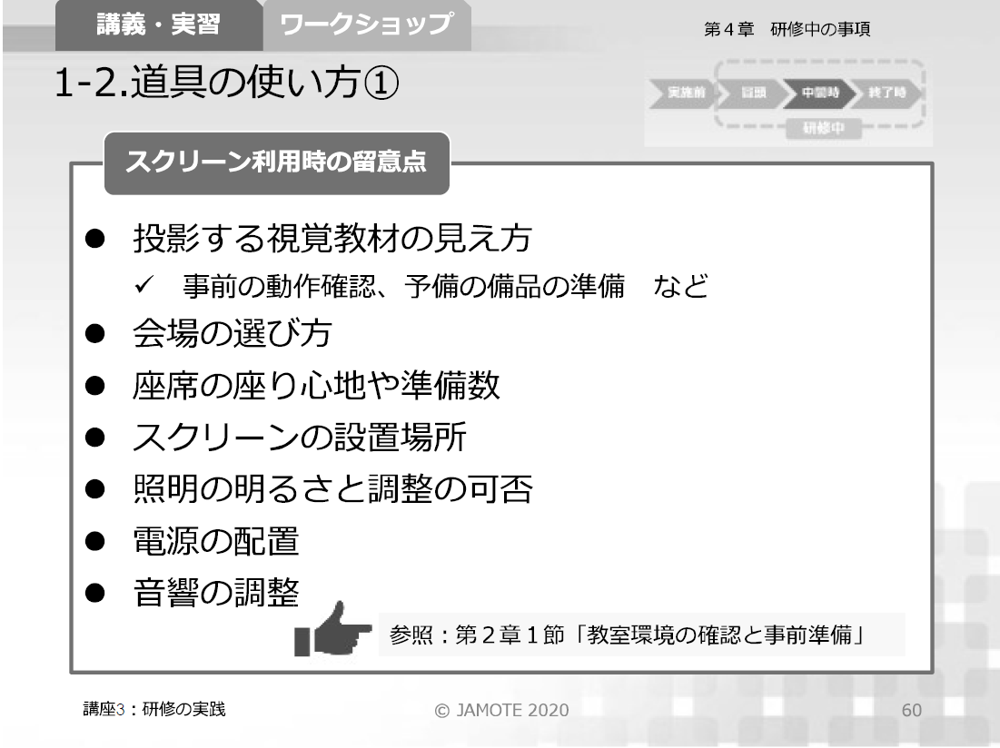 講義・実習
ワークショップ
第４章　研修中の事項
1-2.道具の使い方①
実施前
冒頭
中間時
終了時
研修中
スクリーン利用時の留意点
● 投影する視覚教材の見え方
✓ 事前の動作確認、予備の備品の準備　など
● 会場の選び方
● 座席の座り心地や準備数
● スクリーンの設置場所
● 照明の明るさと調整の可否
● 電源の配置
● 音響の調整
参照：第２章１節「教室環境の確認と事前準備」
講座3：研修の実践
© JAMOTE 2020
60